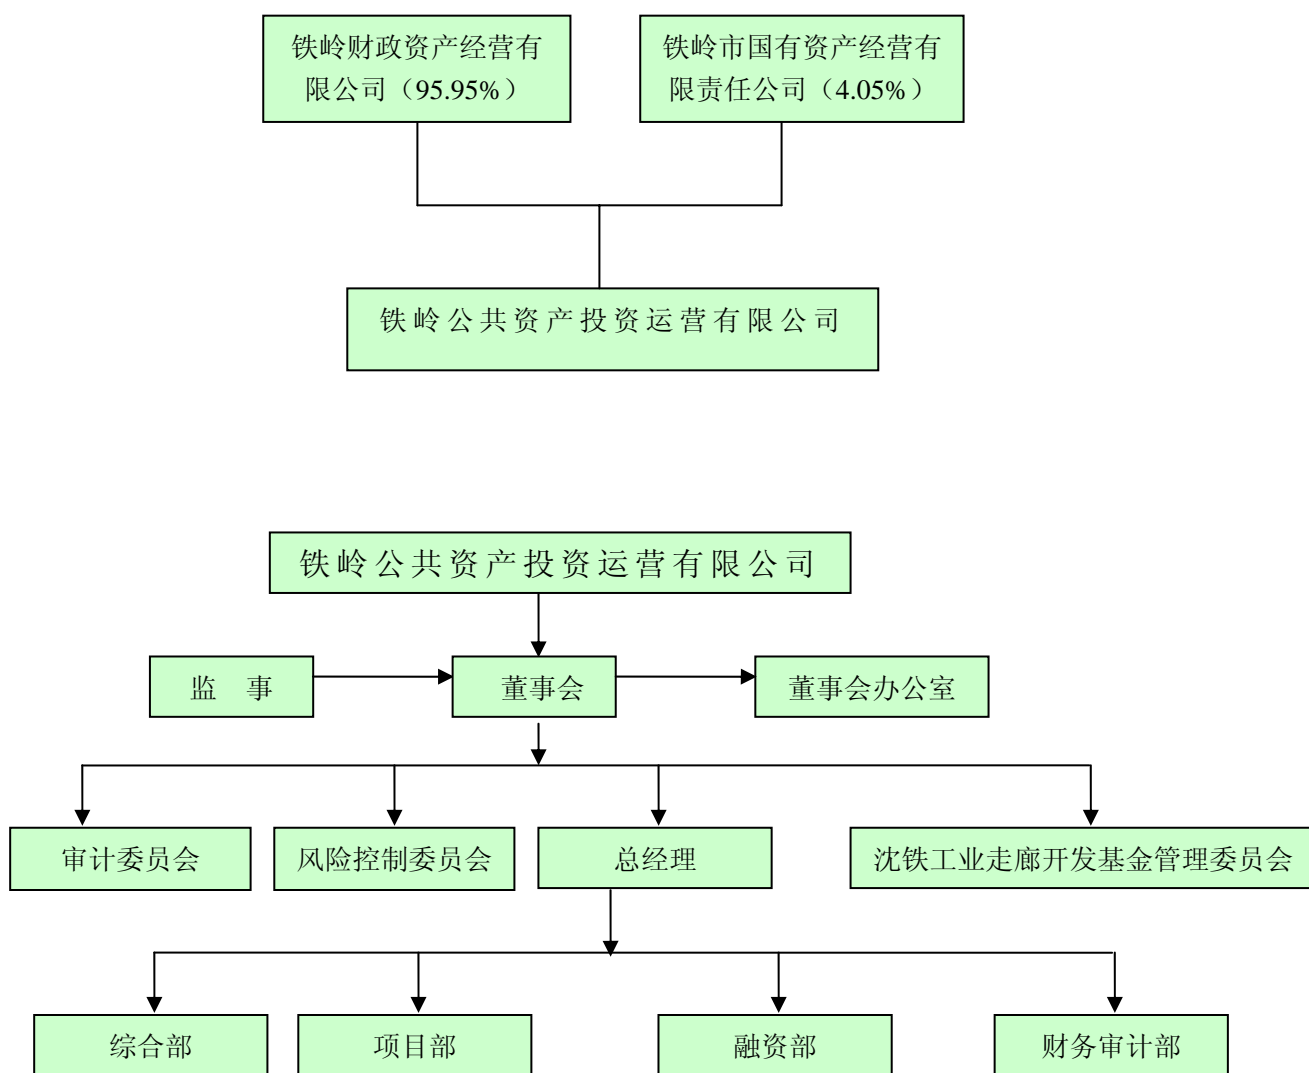 铁岭财政资产经营有
限公司（95.95%）
铁岭市国有资产经营有
限责任公司（4.05%）
铁岭公共资产投资运营有限公司
铁岭公共资产投资运营有限公司
监 事
董事会
董事会办公室
审计委员会
风险控制委员会
总经理
沈铁工业走廊开发基金管理委员会
综合部
项目部
融资部
财务审计部